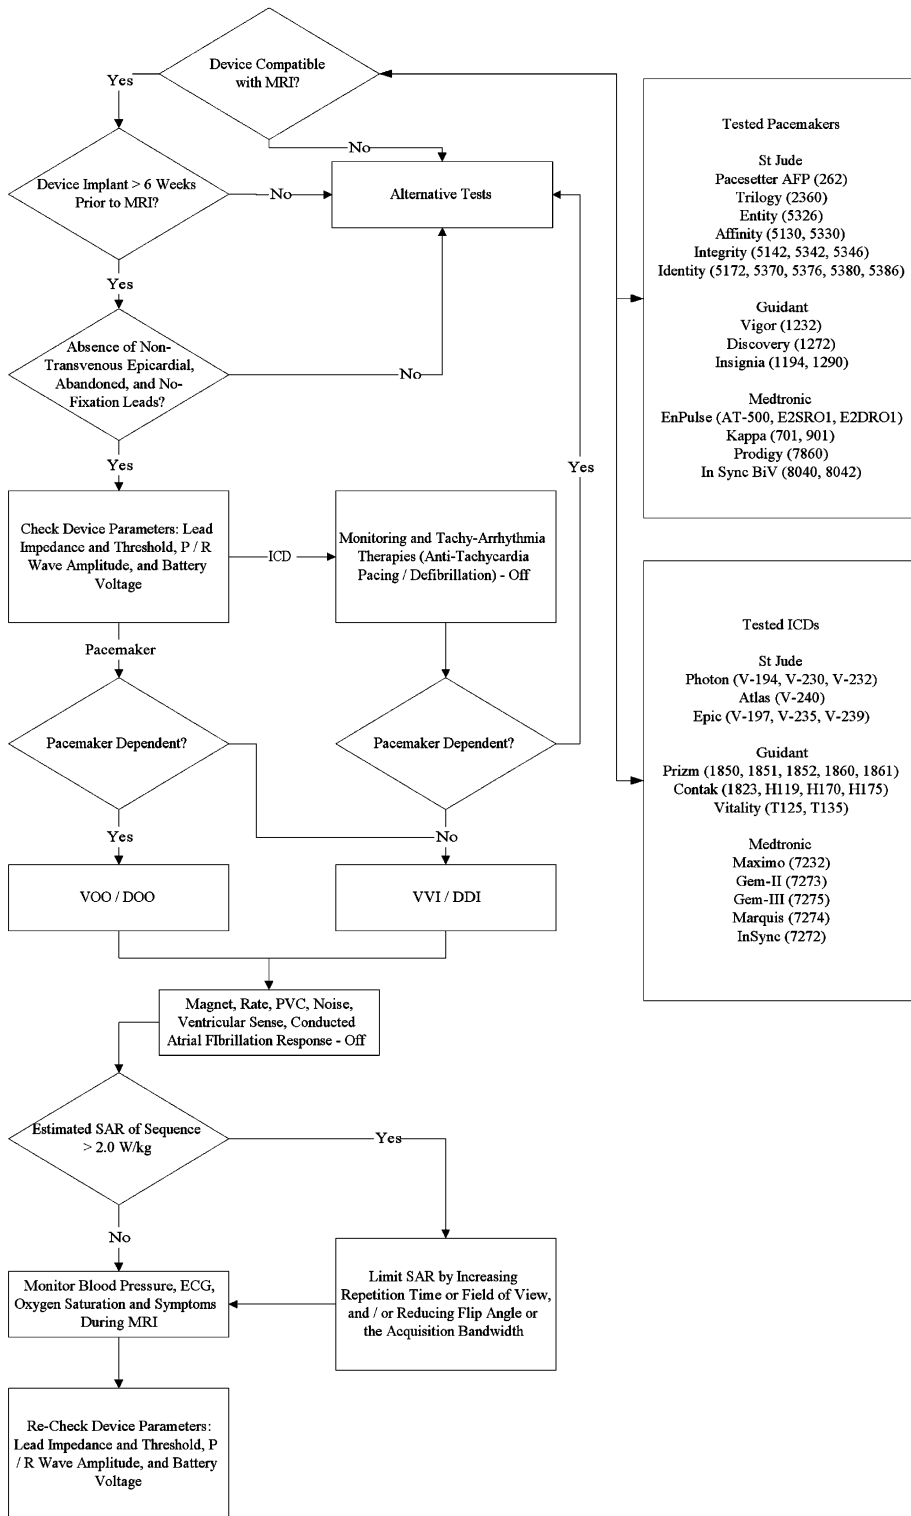 Device Compatible
with MRI?
Yes
No
Device Implant > 6 Weeks
Prior to MRI?
No
Alternative Tests
Yes
Absence of Non-
Transvenous Epicardial,
Abandoned, and No-
Fixation Leads?
No
Yes
Yes
Check Device Parameters: Lead
Impedance and Threshold, P / R
Wave Amplitude, and Battery
Voltage
ICD
Monitoring and Tachy-Arrhythmia
Therapies (Anti-Tachycardia
Pacing / Defibrillation) - Off
Pacemaker
Pacemaker Dependent?
Pacemaker Dependent?
Yes
No
VOO / DOO
VVI / DDI
Magnet, Rate, PVC, Noise,
Ventricular Sense, Conducted
Atrial FIbrillation Response - Off
Estimated SAR of Sequence
> 2.0 W/kg
Yes
No
Monitor Blood Pressure, ECG,
Oxygen Saturation and Symptoms
During MRI
Limit SAR by Increasing
Repetition Time or Field of View,
and / or Reducing Flip Angle or
the Acquisition Bandwidth
Re-Check Device Parameters:
Lead Impedance and Threshold, P
/ R Wave Amplitude, and Battery
Voltage
Tested Pacemakers
St Jude
Pacesetter AFP (262)
Trilogy (2360)
Entity (5326)
Affinity (5130, 5330)
Integrity (5142, 5342, 5346)
Identity (5172, 5370, 5376, 5380, 5386)
Guidant
Vigor (1232)
Discovery (1272)
Insignia (1194, 1290)
Medtronic
EnPulse (AT-500, E2SRO1, E2DRO1)
Kappa (701, 901)
Prodigy (7860)
In Sync BiV (8040, 8042)
Tested ICDs
St Jude
Photon (V-194, V-230, V-232)
Atlas (V-240)
Epic (V-197, V-235, V-239)
Guidant
Prizm (1850, 1851, 1852, 1860, 1861)
Contak (1823, H119, H170, H175)
Vitality (T125, T135)
Medtronic
Maximo (7232)
Gem-II (7273)
Gem-III (7275)
Marquis (7274)
InSync (7272)